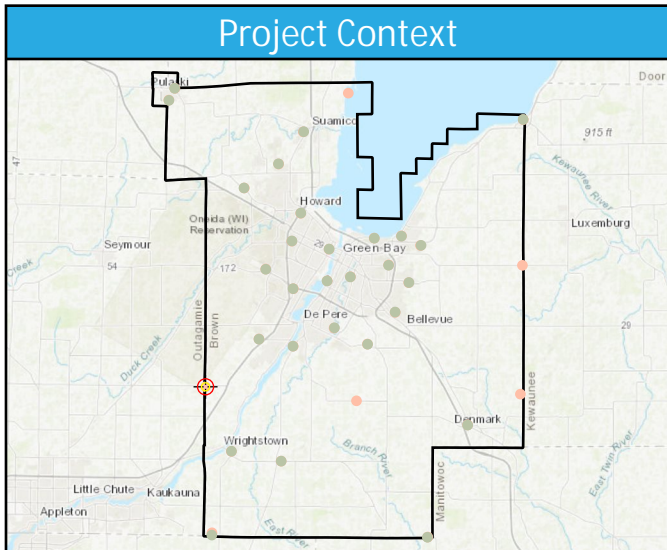 Project Context
Pulaski
Door
Suamico
915 ft
47
Kewaunee River
Howard
Oneida (WI)
Reservation
Luxemburg
Seymour
Green Bay
29
Creek
54
172
Outagamie
Brown
De Pere
Bellevue
29
Duck Creek
Kewaunee
Denmark
Wrightstown
Branch River
East Twin River
Little Chute
Kaukauna
Manitowoc
Appleton
East River